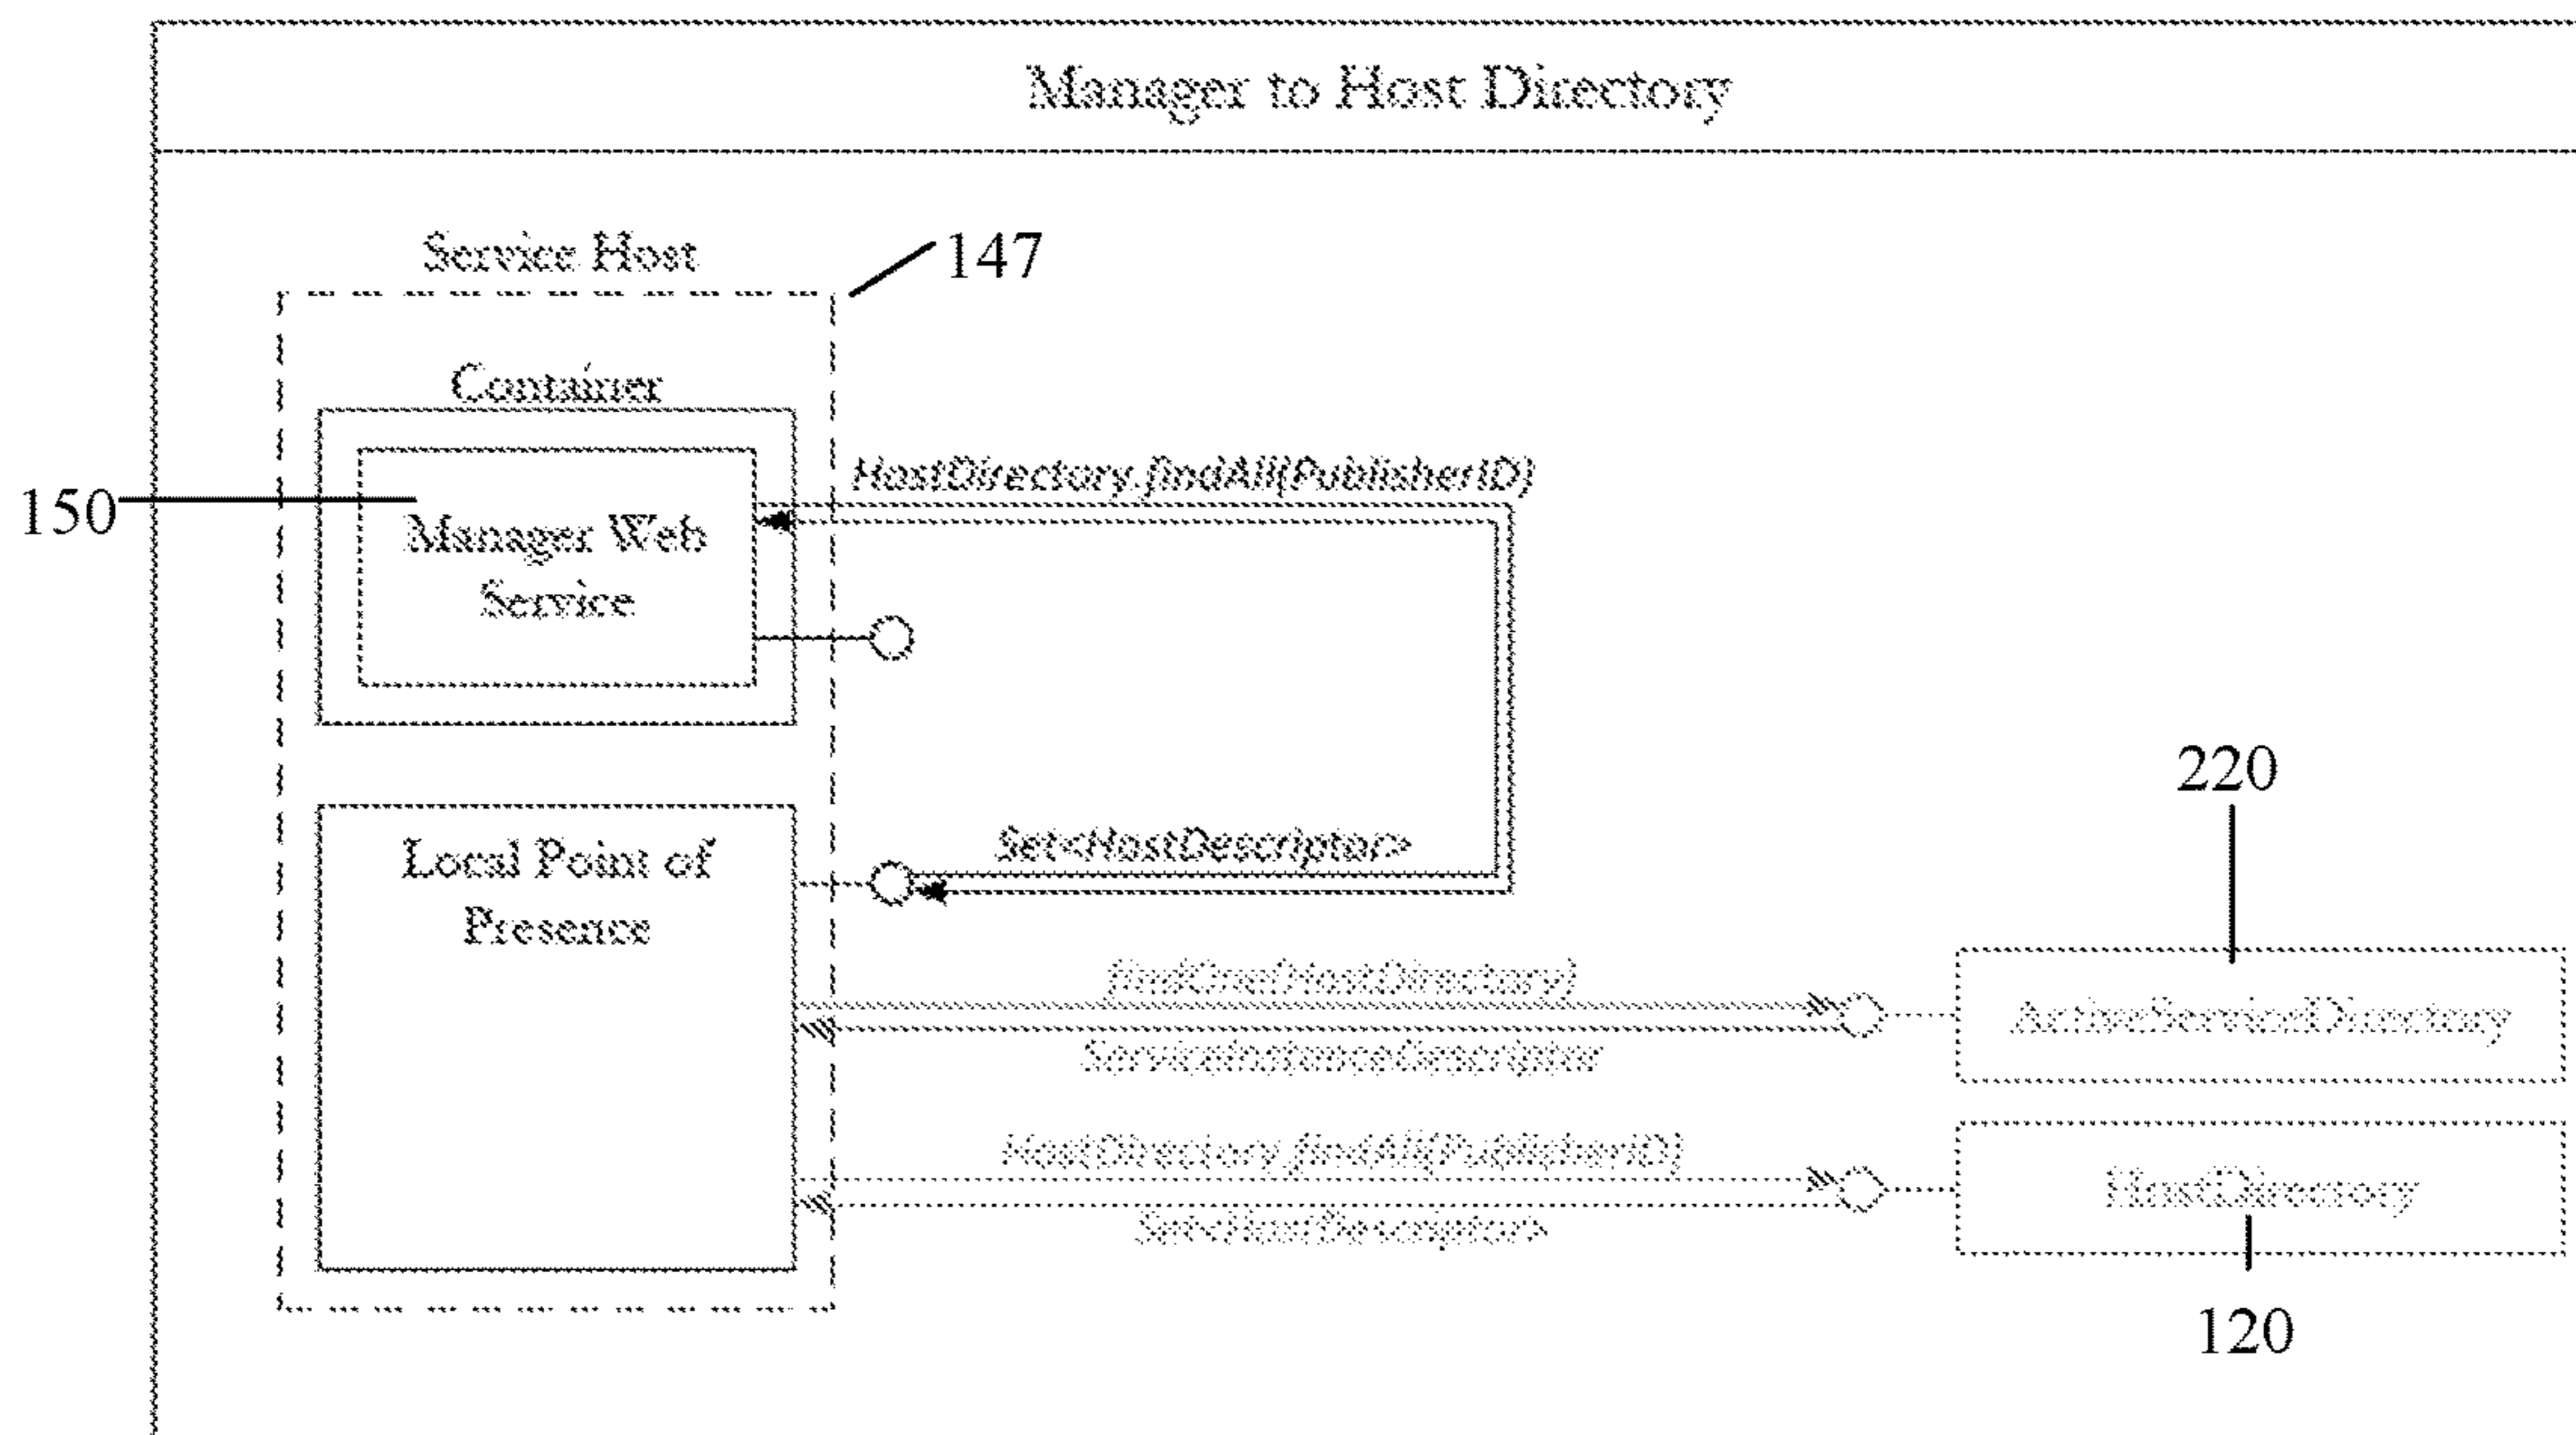 Manager to Host Directory
Service Host
147
Container
HostDirectory.findAll(PublisherID)
150
Manager Web
Service
220
Set<HostDescriptor>
Local Point of
Presence
findOne(HostDirectory)
ActiveServiceDirectory
ServiceInstanceDescriptor
HostDirectory.findAll(PublisherID)
HostDirectory
Set<HostDescriptor>
120